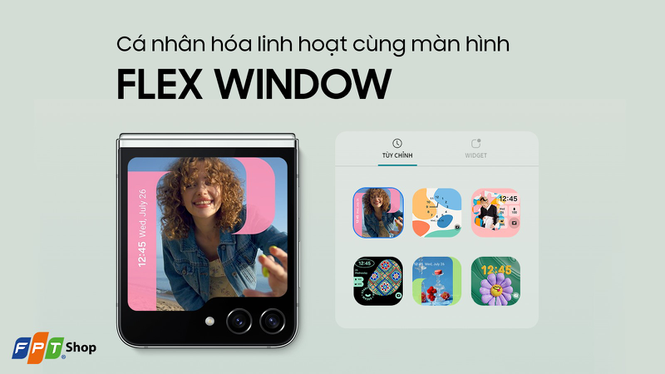 Cá nhân hóa linh hoạt cùng màn hình
FLEX WINDOW
12:45 Wed, July 26
TÙY CHỈNH
WIDGET
12:45
12:45
12:45
FPT Shop